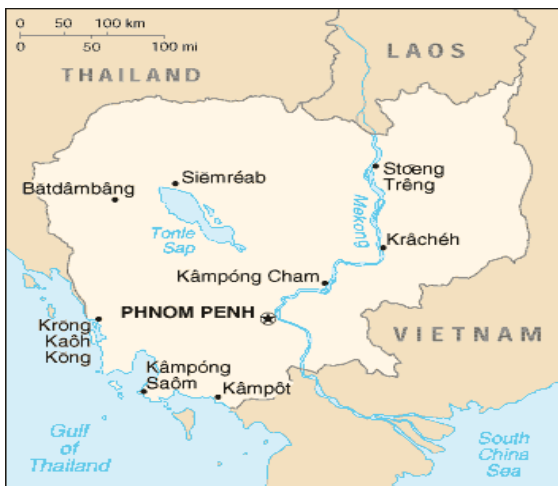 0 50 100 km
0 50 100 mi
THAILAND
LAOS
Stœng
Trêng
Siĕmréab
Bătdâmbâng
Mekong
Tonle
Sap
Krâchéh
Kâmpóng Cham
PHNOM PENH
Krŏng
Kaôh
Kŏng
VIETNAM
Kâmpóng
Saôm
Kâmpôt
Gulf
of
Thailand
South
China
Sea